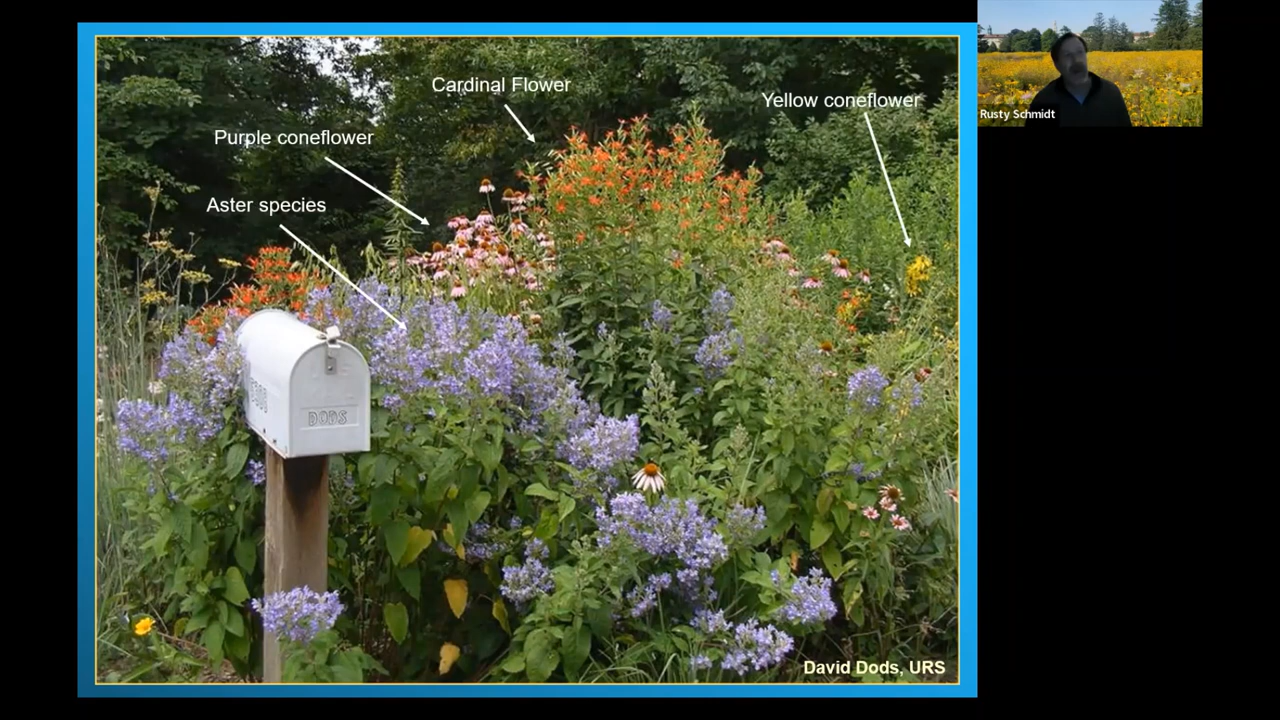 Cardinal Flower
Yellow coneflower
Purple coneflower
Aster species
DODS
David Dods, URS
Rusty Schmidt